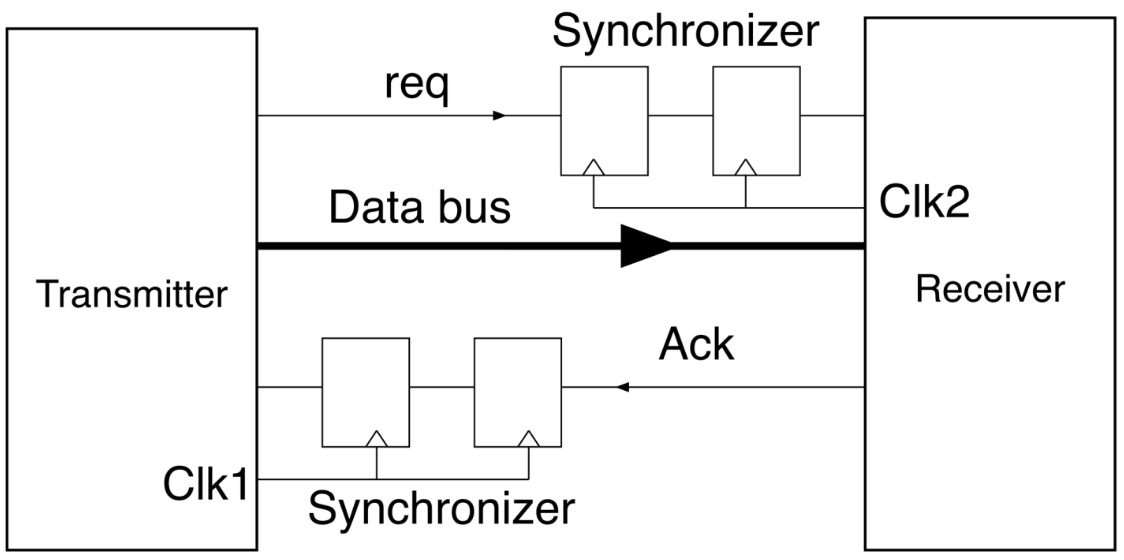 Synchronizer
req
Clk2
Data bus
Transmitter
Receiver
Ack
Clk1
Synchronizer